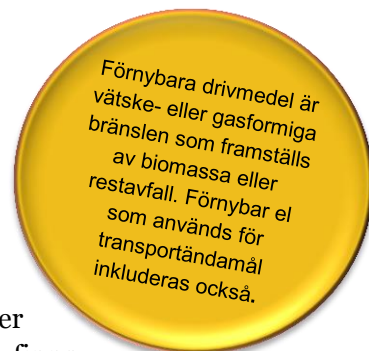 Förnybara drivmedel är
vätske- eller gasformiga
bränslen som framställs
av biomassa eller
restavfall. Förnybar el
som används för
transportändamål
inkluderas också.
er